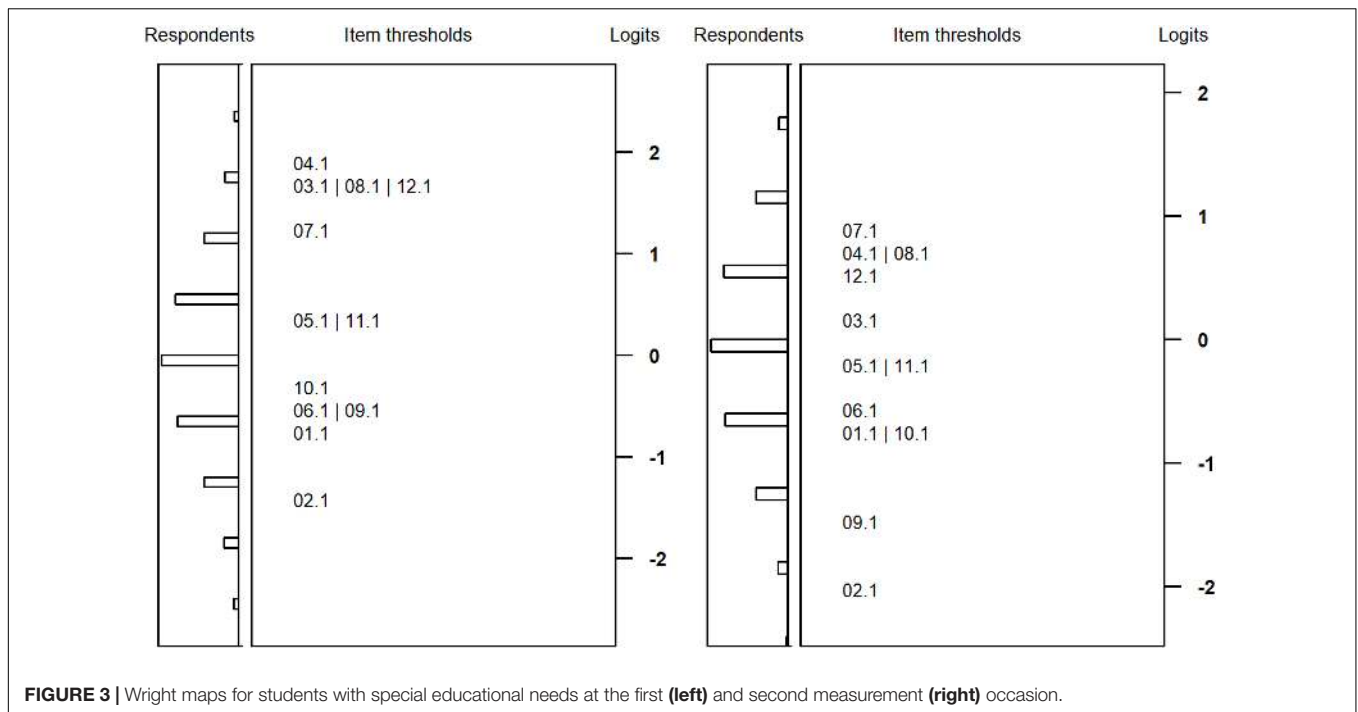 Respondents Item thresholds Logits
2
04.1
03.1 | 08.1 | 12.1
07.1
1
05.1 | 11.1
0
10.1
06.1 | 09.1
01.1
-1
02.1
-2
Respondents Item thresholds Logits
2
1
07.1
04.1 | 08.1
12.1
03.1
0
05.1 | 11.1
06.1
01.1 | 10.1
-1
09.1
-2
02.1
FIGURE 3 | Wright maps for students with special educational needs at the first (left) and second measurement (right) occasion.